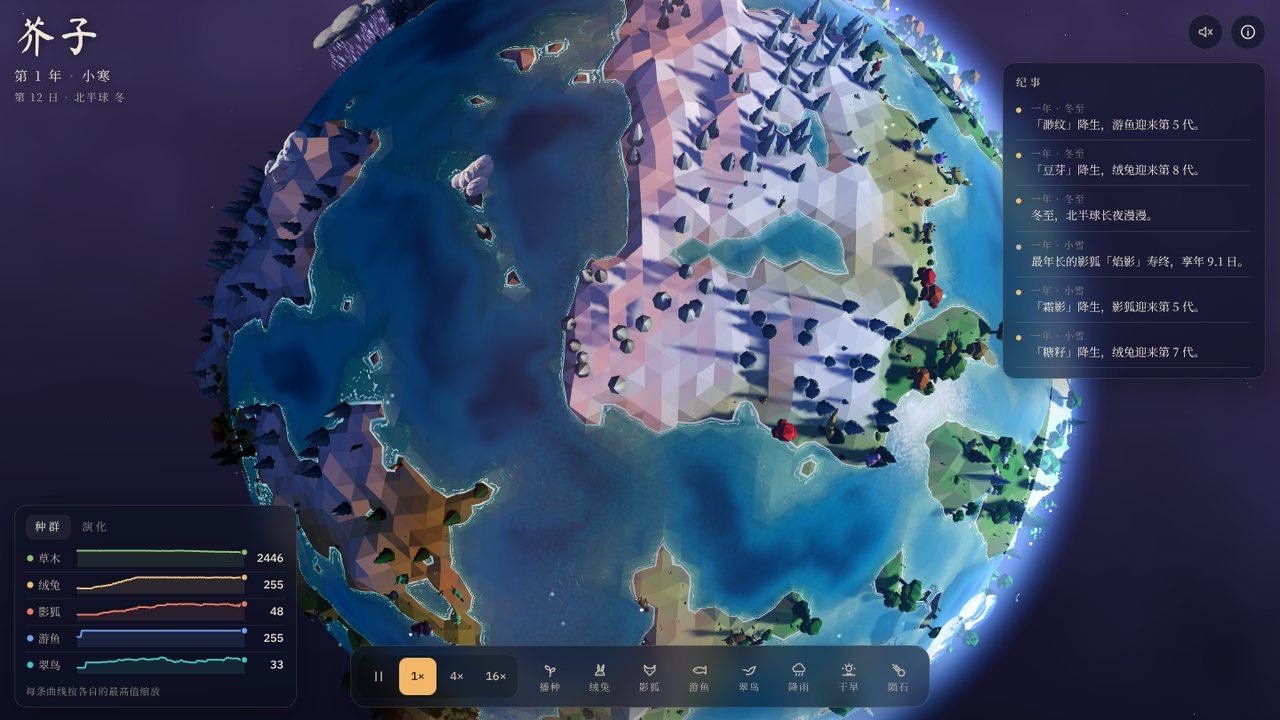 芥子
第 1 年 · 小寒
第 12 日 · 北半球 冬
纪事
一年 · 冬至
「渺纹」降生，游鱼迎来第 5 代。
一年 · 冬至
「豆芽」降生，绒兔迎来第 8 代。
一年 · 冬至
冬至，北半球长夜漫漫。
一年 · 小雪
最年长的影狐「焰影」寿终，享年 9.1 日。
一年 · 小雪
「霜影」降生，影狐迎来第 5 代。
一年 · 小雪
「糖籽」降生，绒兔迎来第 7 代。
种群 演化
草木 2446
绒兔 255
影狐 48
游鱼 255
翠鸟 33
每条曲线按各自的最高值缩放
1× 4× 16×
播种 绒兔 影狐 游鱼 翠鸟 降雨 干旱 陨石